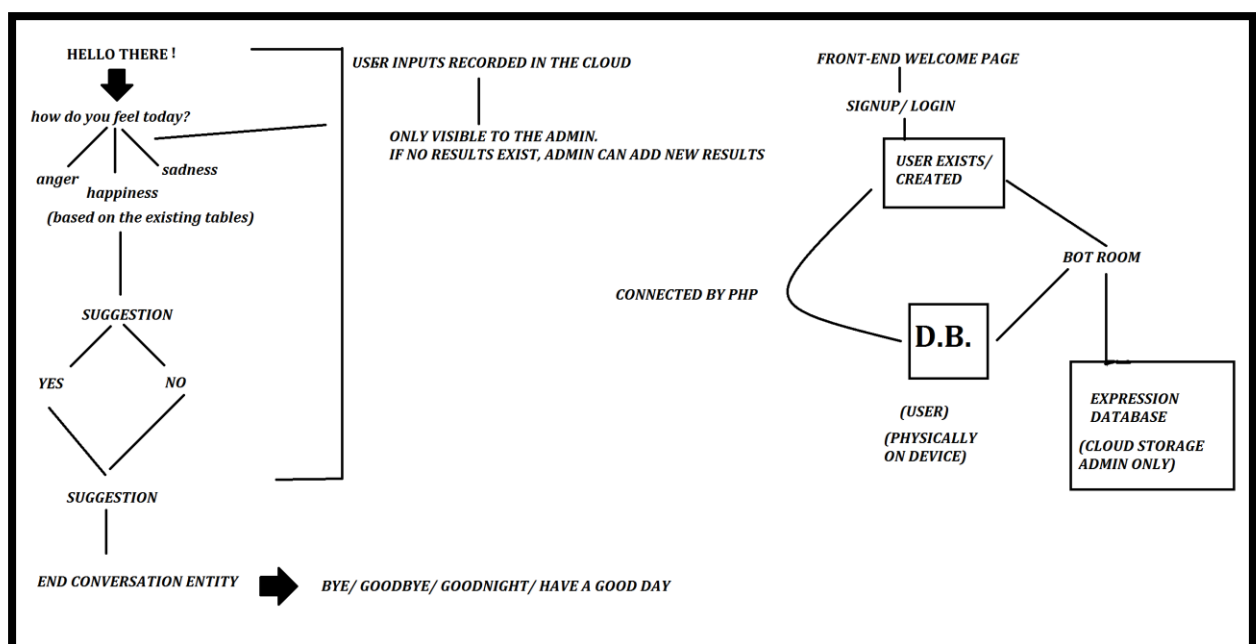 HELLO THERE !
how do you feel today?
anger
happiness
sadness
(based on the existing tables)
SUGGESTION
YES
NO
SUGGESTION
END CONVERSATION ENTITY
BYE/ GOODBYE/ GOODNIGHT/ HAVE A GOOD DAY
USER INPUTS RECORDED IN THE CLOUD
ONLY VISIBLE TO THE ADMIN.
IF NO RESULTS EXIST, ADMIN CAN ADD NEW RESULTS
FRONT-END WELCOME PAGE
SIGNUP/ LOGIN
USER EXISTS/
CREATED
BOT ROOM
CONNECTED BY PHP
D.B.
(USER)
(PHYSICALLY
ON DEVICE)
EXPRESSION
DATABASE
(CLOUD STORAGE
ADMIN ONLY)